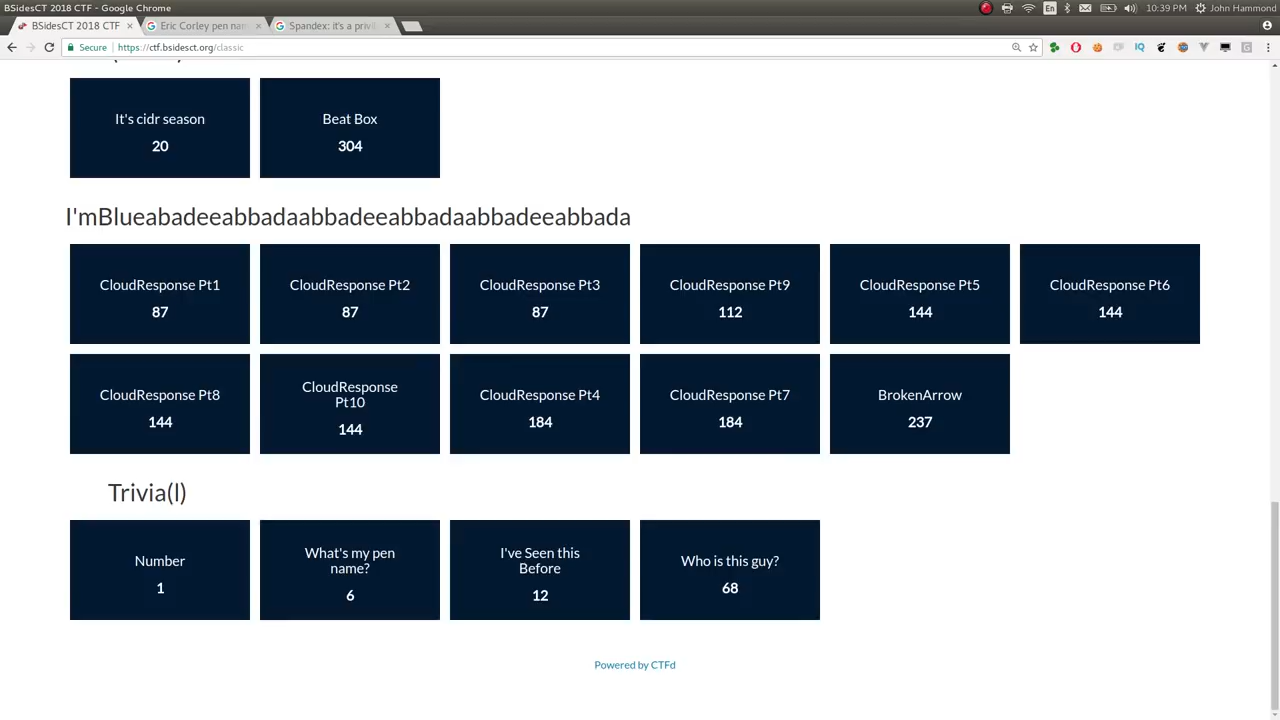 BSidesCT 2018 CTF - Google Chrome
10:39 PM
John Hammond
En
BSidesCT 2018 CTF
Eric Corley pen nam
Spandex: it's a privil
Secure
https://ctf.bsidesct.org/classic
It's cidr season
20
Beat Box
304
I'mBlueabadeeabbadaabbadeeabbadaabbadeeabbada
CloudResponse Pt1
87
CloudResponse Pt2
87
CloudResponse Pt3
87
CloudResponse Pt9
112
CloudResponse Pt5
144
CloudResponse Pt6
144
CloudResponse Pt8
144
CloudResponse
Pt10
144
CloudResponse Pt4
184
CloudResponse Pt7
184
BrokenArrow
237
Trivia(l)
Number
1
What's my pen
name?
6
I've Seen this
Before
12
Who is this guy?
68
Powered by CTFd